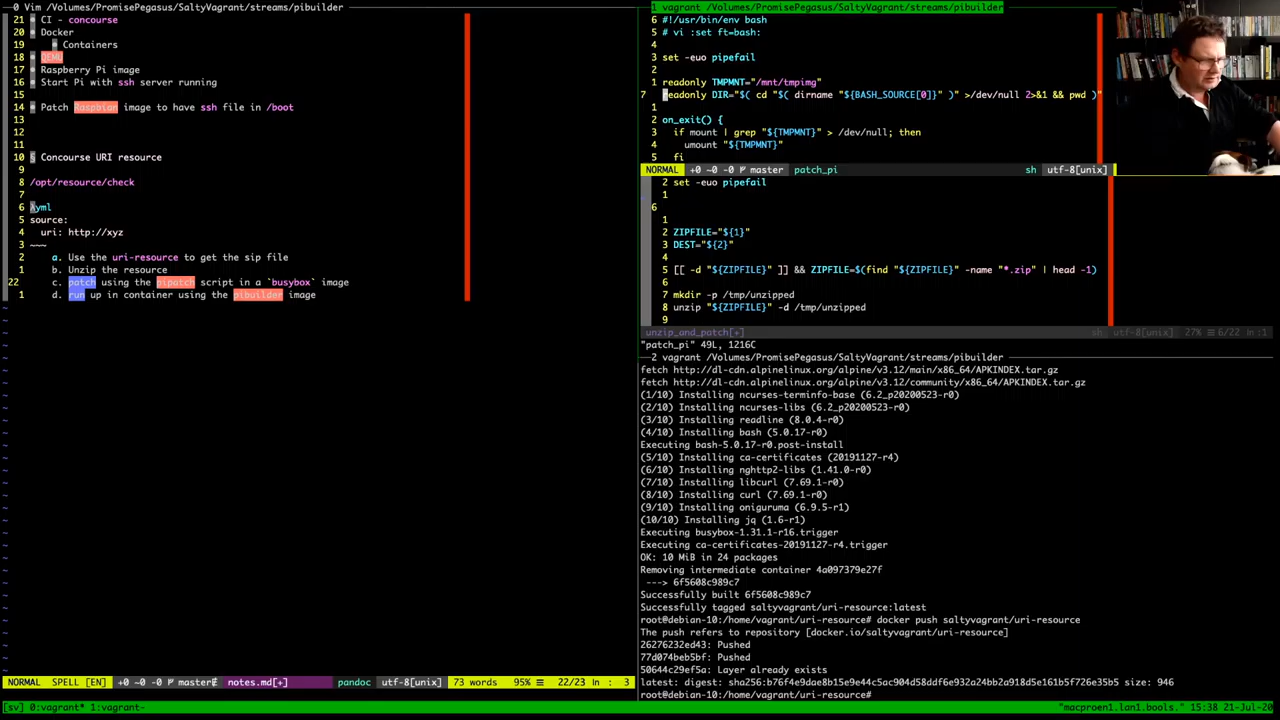 0 Vim /Volumes/PromisePegasus/SaltyVagrant/streams/pibuilder
21 CI - concourse
20 Docker
19 Containers
18 QEMU
17 Raspberry Pi image
16 Start Pi with ssh server running
15
14 Patch Raspbian image to have ssh file in /boot
13
12
11
10 § Concourse URI resource
9
8 /opt/resource/check
7
6 yml
5 source:
4 uri: http://xyz
3 ~~~
2 a. Use the uri-resource to get the sip file
1 b. Unzip the resource
22 c. patch using the pipatch script in a `busybox` image
1 d. run up in container using the pibuilder image
NORMAL SPELL [EN] +0 ~0 -0 master notes.md[+] pandoc utf-8[unix] 73 words 95% 22/23 : 3
1 vagrant /Volumes/PromisePegasus/SaltyVagrant/streams/pibuilder
6 #!/usr/bin/env bash
5 # vi :set ft=bash:
4
3 set -euo pipefail
2
1 readonly TMPMNT="/mnt/tmpimg"
7 readonly DIR="$( cd "$( dirname "${BASH_SOURCE[0]}" )" >/dev/null 2>&1 && pwd )"
1
2 on_exit() {
3 if mount | grep "${TMPMNT}" > /dev/null; then
4 umount "${TMPMNT}"
5 fi
NORMAL +0 ~0 -0 master patch_pi sh utf-8[unix]
2 set -euo pipefail
1
6
1
2 ZIPFILE="${1}"
3 DEST="${2}"
4
5 [[ -d "${ZIPFILE}" ]] && ZIPFILE=$(find "${ZIPFILE}" -name "*.zip" | head -1)
6
7 mkdir -p /tmp/unzipped
8 unzip "${ZIPFILE}" -d /tmp/unzipped
9
unzip_and_patch[+] sh utf-8[unix] 27% 6/22 :1
"patch_pi" 49L, 1216C
2 vagrant /Volumes/PromisePegasus/SaltyVagrant/streams/pibuilder
fetch http://dl-cdn.alpinelinux.org/alpine/v3.12/main/x86_64/APKINDEX.tar.gz
fetch http://dl-cdn.alpinelinux.org/alpine/v3.12/community/x86_64/APKINDEX.tar.gz
(1/10) Installing ncurses-terminfo-base (6.2_p20200523-r0)
(2/10) Installing ncurses-libs (6.2_p20200523-r0)
(3/10) Installing readline (8.0.4-r0)
(4/10) Installing bash (5.0.17-r0)
Executing bash-5.0.17-r0.post-install
(5/10) Installing ca-certificates (20191127-r4)
(6/10) Installing nghttp2-libs (1.41.0-r0)
(7/10) Installing libcurl (7.69.1-r0)
(8/10) Installing curl (7.69.1-r0)
(9/10) Installing oniguruma (6.9.5-r1)
(10/10) Installing jq (1.6-r1)
Executing busybox-1.31.1-r16.trigger
Executing ca-certificates-20191127-r4.trigger
OK: 10 MiB in 24 packages
Removing intermediate container 4a097379e27f
---> 6f5608c989c7
Successfully built 6f5608c989c7
Successfully tagged saltyvagrant/uri-resource:latest
root@debian-10:/home/vagrant/uri-resource# docker push saltyvagrant/uri-resource
The push refers to repository [docker.io/saltyvagrant/uri-resource]
26276232ed43: Pushed
77d074beb5bf: Pushed
50644c29ef5a: Layer already exists
latest: digest: sha256:b76f4e9dae8b15e9e44c5ac904d58ddf6e932a24bb35a918d5e161b5f726e35b5 size: 946
root@debian-10:/home/vagrant/uri-resource#
[sv] 0:vagrant* 1:vagrant- "macproen1.lan1.bools." 15:38 21-Jul-20